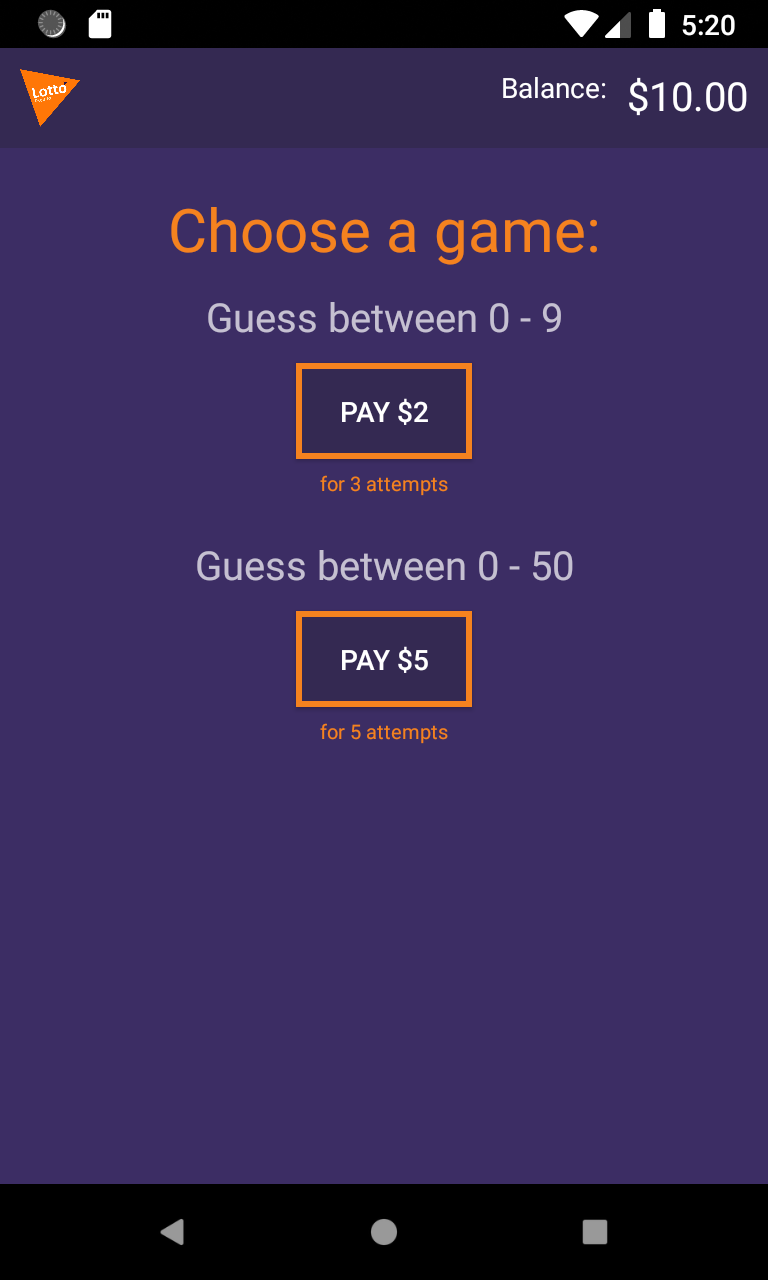 5:20
Lotto
Balance: $10.00
Choose a game:
Guess between 0 - 9
PAY $2
for 3 attempts
Guess between 0 - 50
PAY $5
for 5 attempts